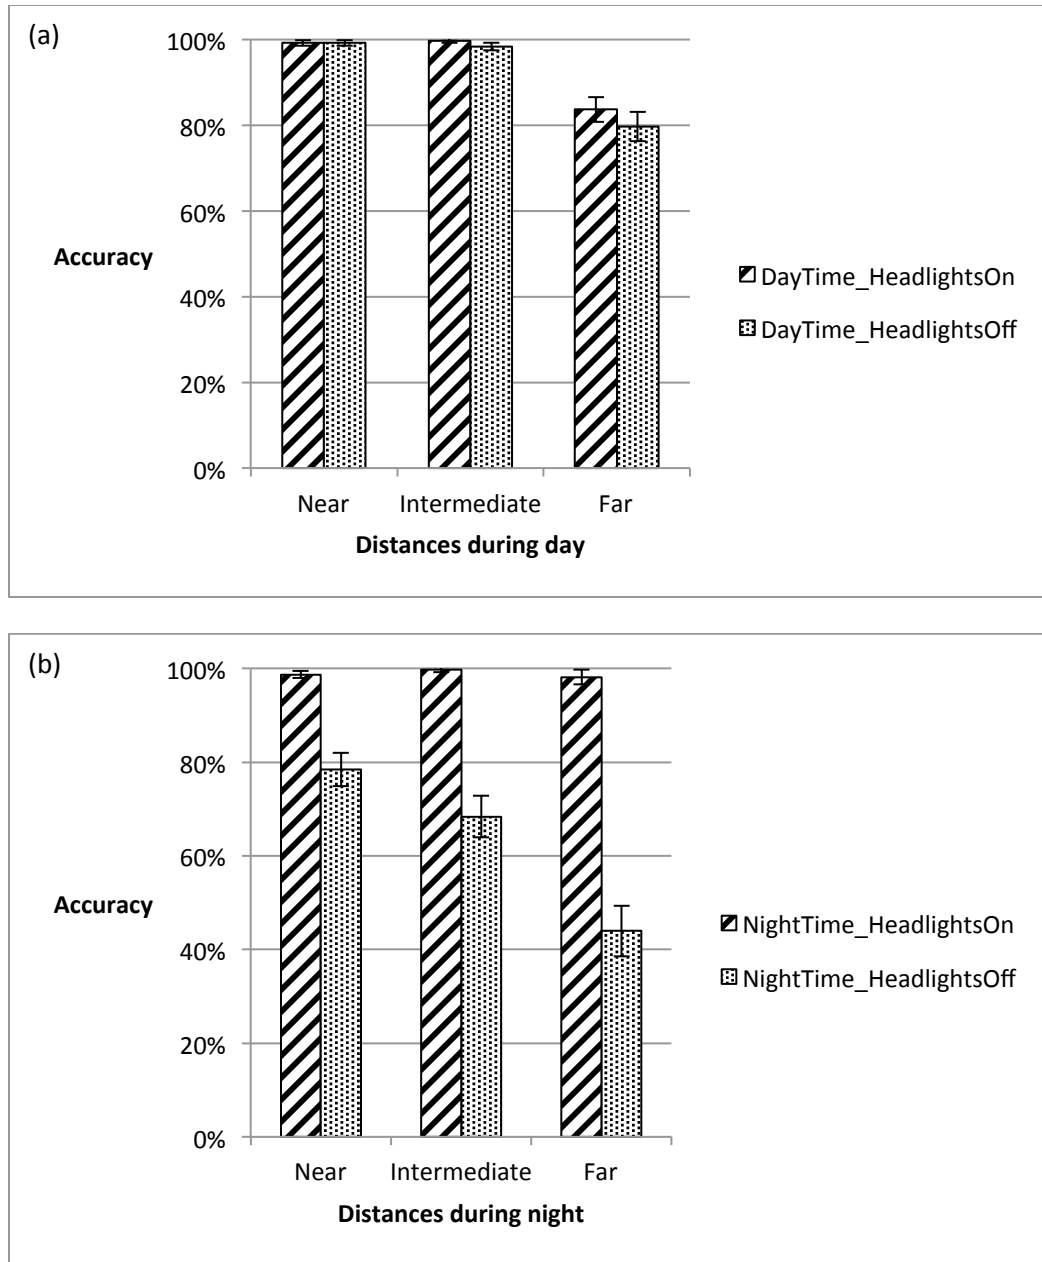 (a)
100%
80%
60%
Accuracy
40%
20%
0%
Near Intermediate Far
Distances during day
DayTime_HeadlightsOn
DayTime_HeadlightsOff
(b)
100%
80%
60%
Accuracy
40%
20%
0%
Near Intermediate Far
Distances during night
NightTime_HeadlightsOn
NightTime_HeadlightsOff